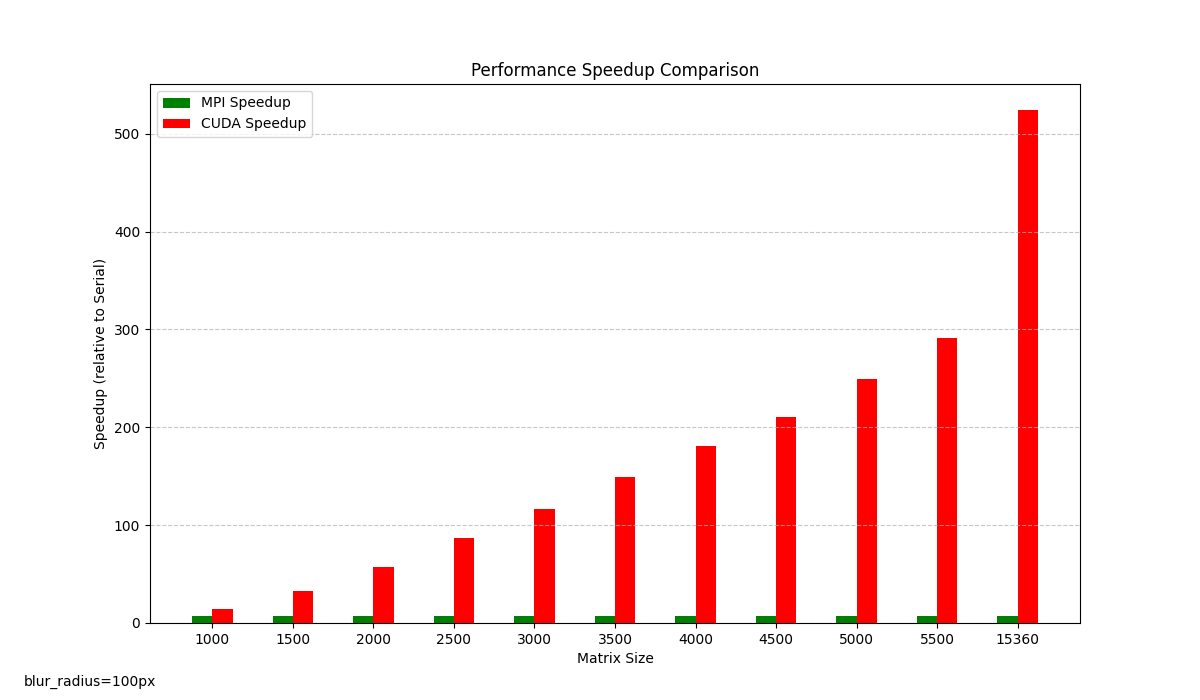 Performance Speedup Comparison
MPI Speedup
CUDA Speedup
Speedup (relative to Serial)
500
400
300
200
100
0
1000 1500 2000 2500 3000 3500 4000 4500 5000 5500 15360
Matrix Size
blur_radius=100px